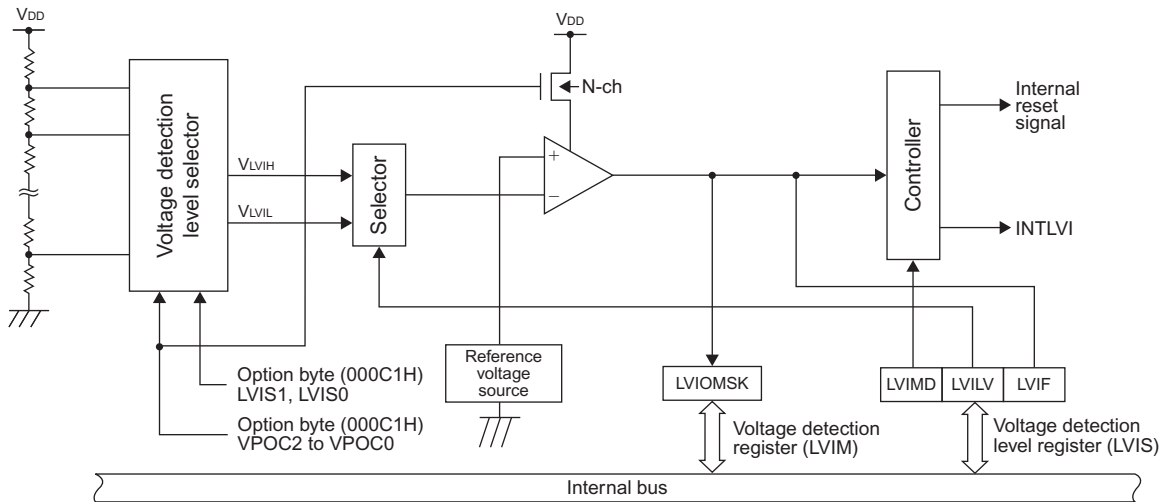 VDD
VDD
N-ch
Voltage detection
level selector
VLVIH
VLVIL
Selector
+
−
Controller
Internal
reset
signal
INTLVI
Reference
voltage
source
Option byte (000C1H)
LVIS1, LVIS0
Option byte (000C1H)
VPOC2 to VPOC0
LVIOMSK
LVIMD
LVILV
LVIF
Voltage detection
register (LVIM)
Voltage detection
level register (LVIS)
Internal bus